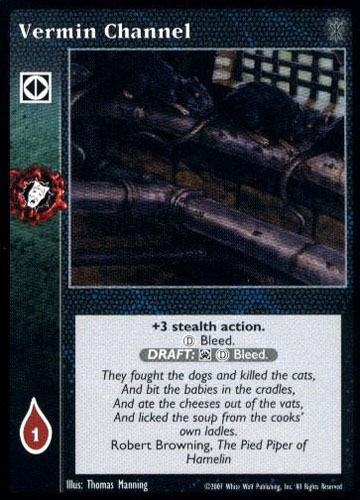 Vermin Channel
+3 stealth action.
Ⓓ Bleed.
DRAFT: Ⓓ Bleed.
They fought the dogs and killed the cats,
And bit the babies in the cradles,
And ate the cheeses out of the vats,
And licked the soup from the cooks'
own ladles.
Robert Browning, The Pied Piper of
Hamelin
1
Illus: Thomas Manning
©2001 White Wolf Publishing, Inc. All Rights Reserved